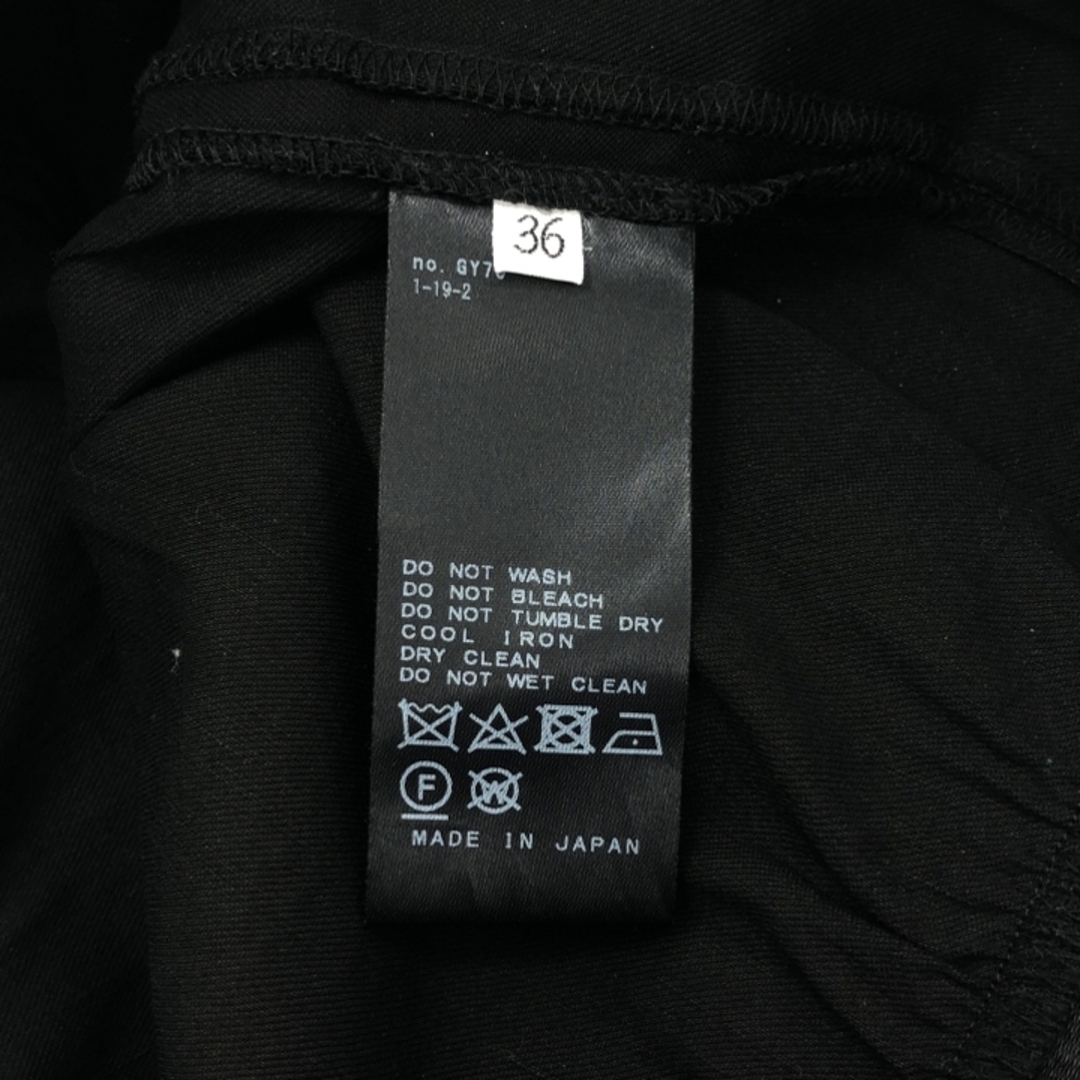 36
no. GY7
1-19-2
DO NOT WASH
DO NOT BLEACH
DO NOT TUMBLE DRY
COOL IRON
DRY CLEAN
DO NOT WET CLEAN
F
W
MADE IN JAPAN